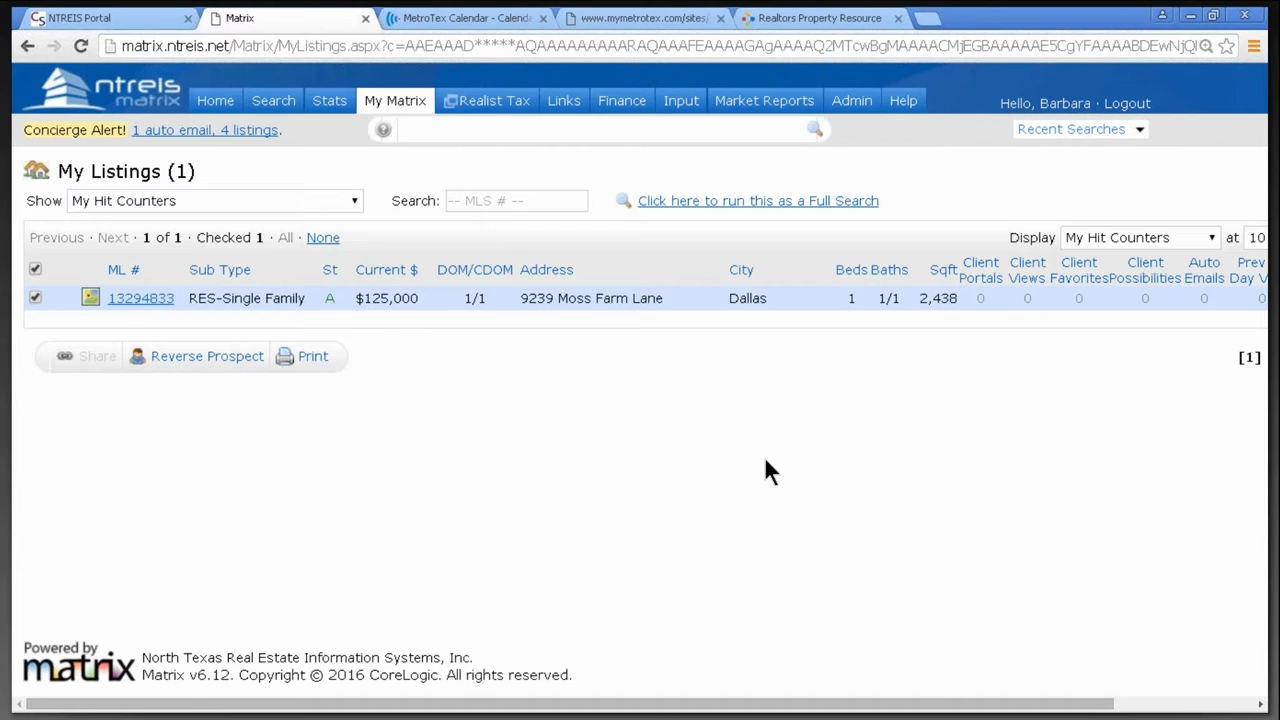 NTREIS Portal
Matrix
MetroTex Calendar - Calenda
www.mymetrotex.com/sites/
Realtors Property Resource
matrix.ntreis.net/Matrix/MyListings.aspx?c=
ntreis
matrix
Home Search Stats My Matrix Realist Tax Links Finance Input Market Reports Admin Help
Hello, Barbara · Logout
Concierge Alert! 1 auto email, 4 listings.
Recent Searches
My Listings (1)
Show My Hit Counters Search: -- MLS # -- Click here to run this as a Full Search
Previous · Next · 1 of 1 · Checked 1 · All · None Display My Hit Counters at 10
ML # Sub Type St Current $ DOM/CDOM Address City Beds Baths Sqft Client Portals Client Views Client Favorites Client Possibilities Auto Emails Prev Day V
13294833 RES-Single Family A $125,000 1/1 9239 Moss Farm Lane Dallas 1 1/1 2,438 0 0 0 0 0 0
Share Reverse Prospect Print [1]
Powered by
matrix
North Texas Real Estate Information Systems, Inc.
Matrix v6.12. Copyright © 2016 CoreLogic. All rights reserved.